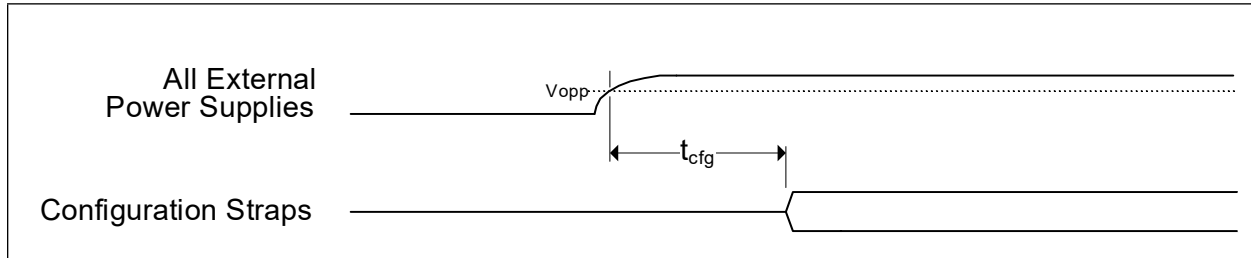 All External
Power Supplies
Vopp
tcfg
Configuration Straps